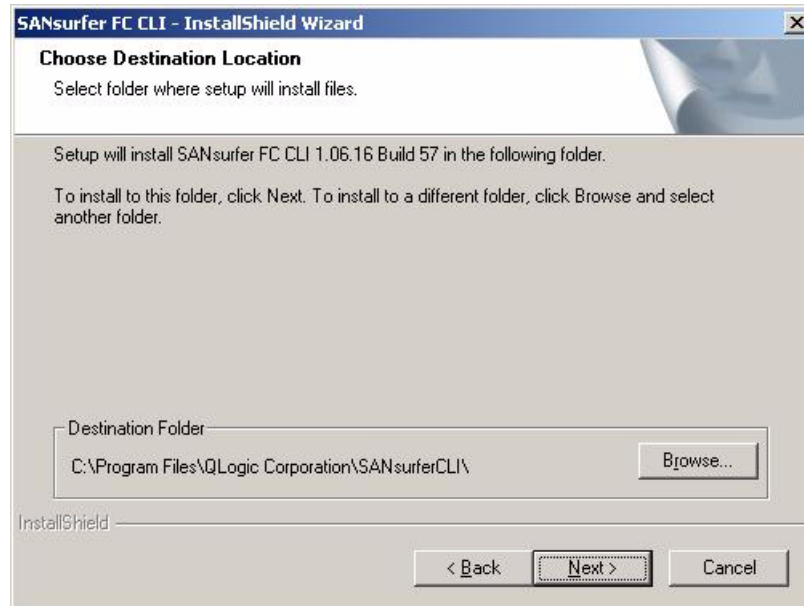 SANsurfer FC CLI - InstallShield Wizard
Choose Destination Location
Select folder where setup will install files.
Setup will install SANsurfer FC CLI 1.06.16 Build 57 in the following folder.
To install to this folder, click Next. To install to a different folder, click Browse and select
another folder.
Destination Folder
C:\Program Files\QLogic Corporation\SANsurferCLI\
Browse...
InstallShield
< Back
Next >
Cancel